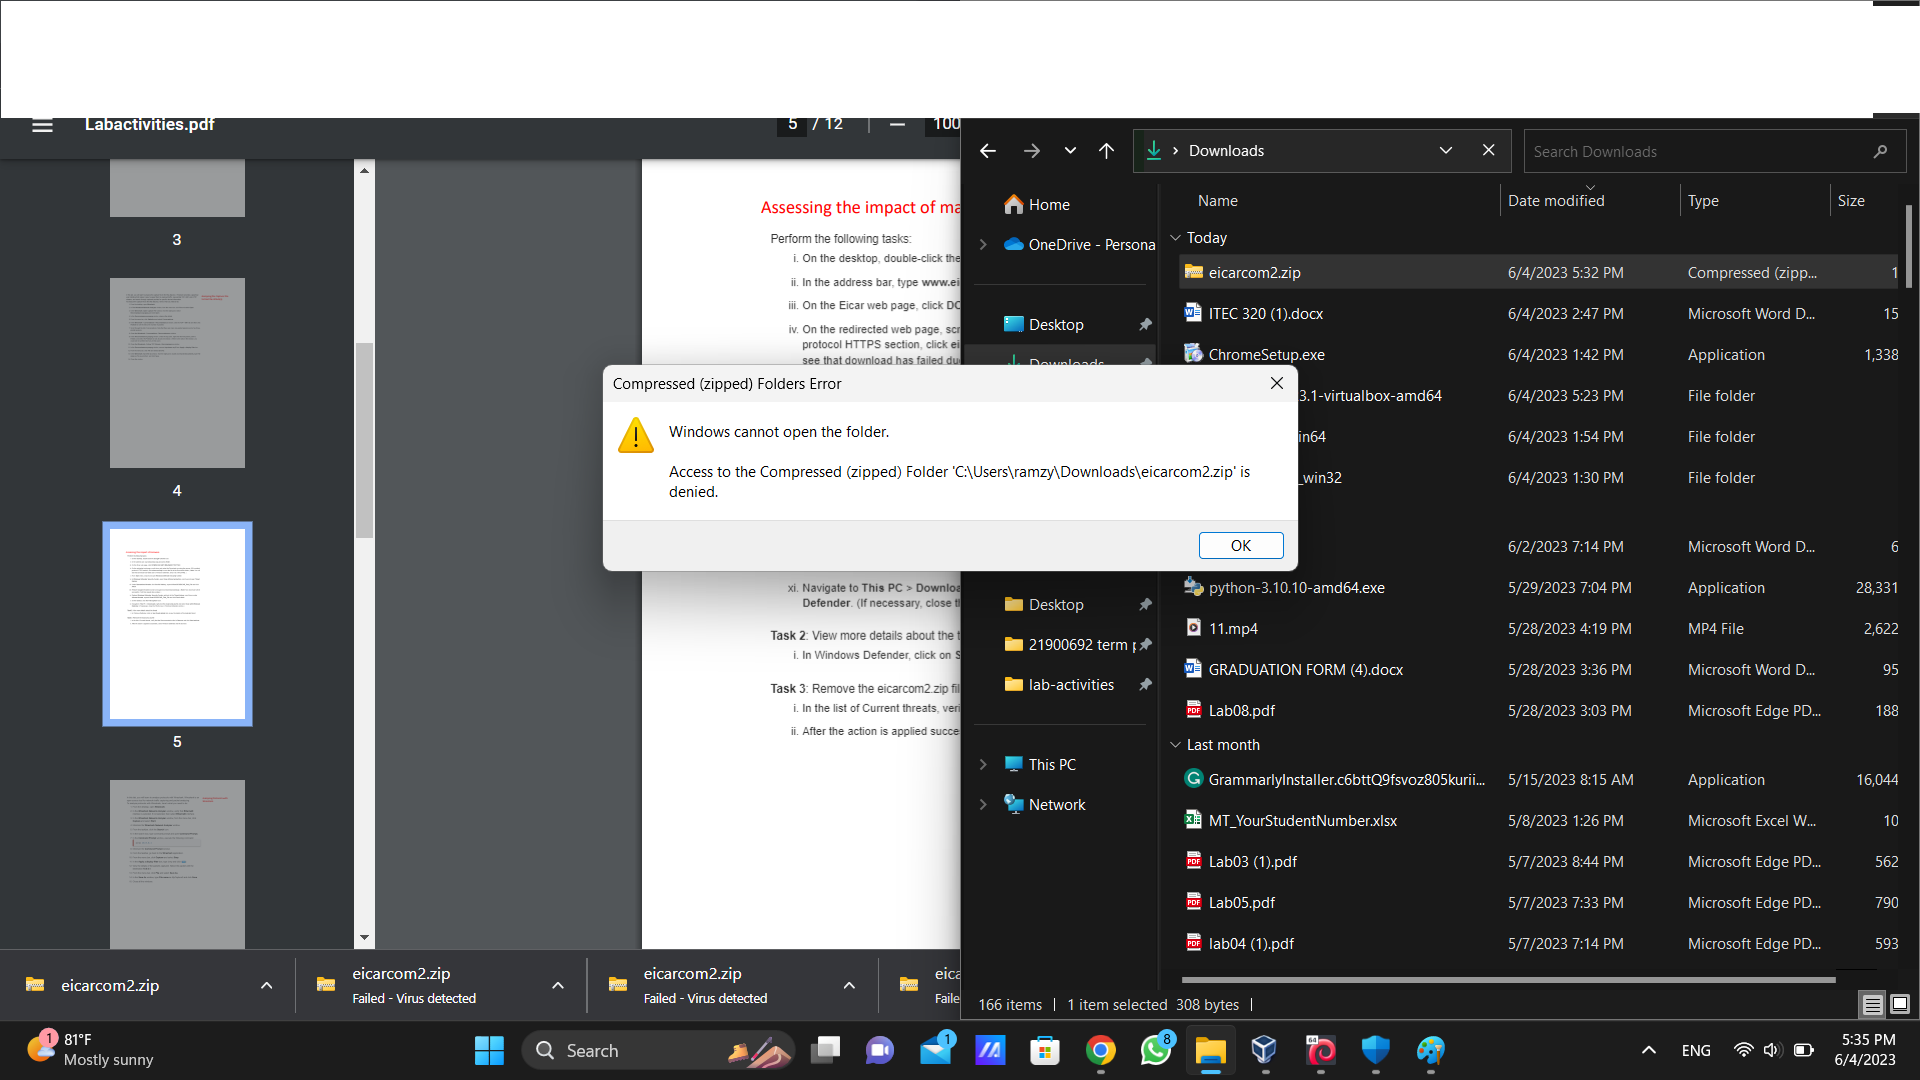 Labactivities.pdf
5 / 12
100
3
4
5
Assessing the impact of ma
Perform the following tasks:
i. On the desktop, double-click the
ii. In the address bar, type www.ei
iii. On the Eicar web page, click DO
iv. On the redirected web page, scr
protocol HTTPS section, click ei
see that download has failed du
xi. Navigate to This PC > Downloa
Defender. (If necessary, close th
Task 2: View more details about the t
i. In Windows Defender, click on S
Task 3: Remove the eicarcom2.zip fil
i. In the list of Current threats, veri
ii. After the action is applied succe
Compressed (zipped) Folders Error
Windows cannot open the folder.
Access to the Compressed (zipped) Folder 'C:\Users\ramzy\Downloads\eicarcom2.zip' is
denied.
OK
Downloads
Search Downloads
Home
OneDrive - Persona
Desktop
Downloads
Desktop
21900692 term p
lab-activities
This PC
Network
Name Date modified Type Size
Today
eicarcom2.zip 6/4/2023 5:32 PM Compressed (zipp... 1
ITEC 320 (1).docx 6/4/2023 2:47 PM Microsoft Word D... 15
ChromeSetup.exe 6/4/2023 1:42 PM Application 1,338
3.1-virtualbox-amd64 6/4/2023 5:23 PM File folder
in64 6/4/2023 1:54 PM File folder
_win32 6/4/2023 1:30 PM File folder
6/2/2023 7:14 PM Microsoft Word D... 6
python-3.10.10-amd64.exe 5/29/2023 7:04 PM Application 28,331
11.mp4 5/28/2023 4:19 PM MP4 File 2,622
GRADUATION FORM (4).docx 5/28/2023 3:36 PM Microsoft Word D... 95
Lab08.pdf 5/28/2023 3:03 PM Microsoft Edge PD... 188
Last month
GrammarlyInstaller.c6bttQ9fsvoz805kurii... 5/15/2023 8:15 AM Application 16,044
MT_YourStudentNumber.xlsx 5/8/2023 1:26 PM Microsoft Excel W... 10
Lab03 (1).pdf 5/7/2023 8:44 PM Microsoft Edge PD... 562
Lab05.pdf 5/7/2023 7:33 PM Microsoft Edge PD... 790
lab04 (1).pdf 5/7/2023 7:14 PM Microsoft Edge PD... 593
166 items 1 item selected 308 bytes
eicarcom2.zip
eicarcom2.zip
Failed - Virus detected
eicarcom2.zip
Failed - Virus detected
eica
Faile
1
81°F
Mostly sunny
Search
1
8
64
ENG
5:35 PM
6/4/2023